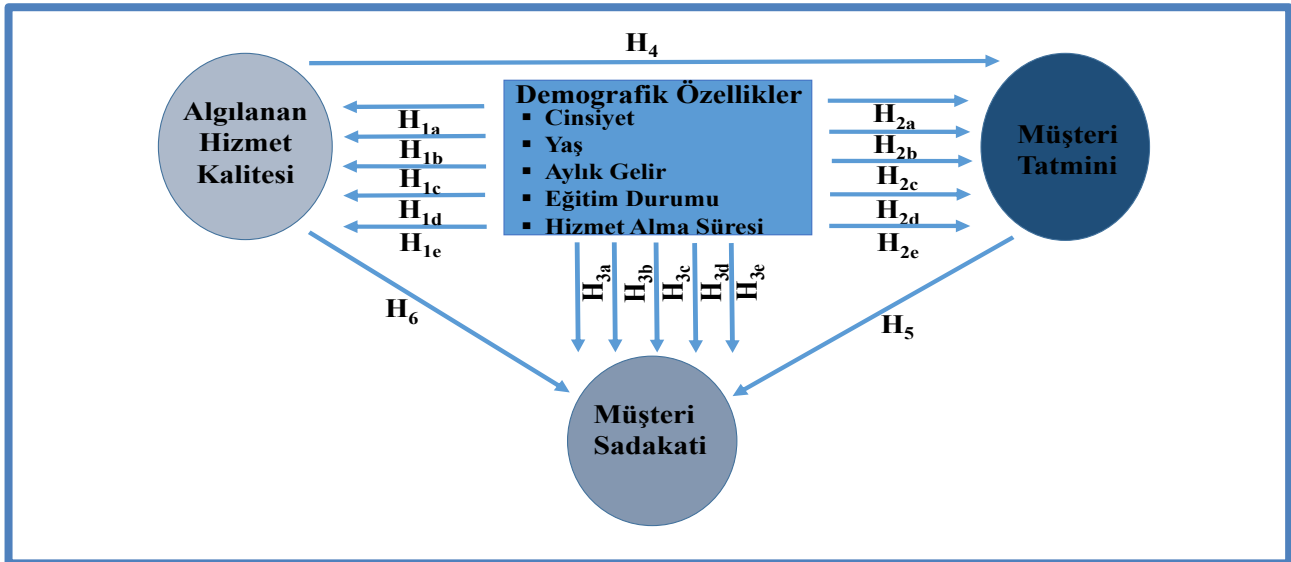 H4
Algılanan
Hizmet
Kalitesi
H1a
H1b
H1c
H1d
H1e
Demografik Özellikler
▪ Cinsiyet
▪ Yaş
▪ Aylık Gelir
▪ Eğitim Durumu
▪ Hizmet Alma Süresi
H2a
H2b
H2c
H2d
H2e
Müşteri
Tatmini
H3a
H3b
H3c
H3d
H3e
H6
H5
Müşteri
Sadakati